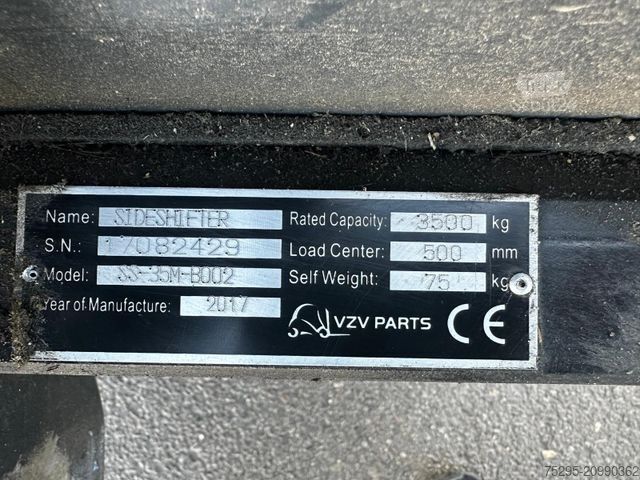 Name: SIDESHIFTER
Rated Capacity: 3500 kg
S.N.: 17082429
Load Center: 500 mm
Model: SS-35M-B002
Self Weight: 75 kg
Year of Manufacture: 2017
VZV PARTS CE
75295-20990362